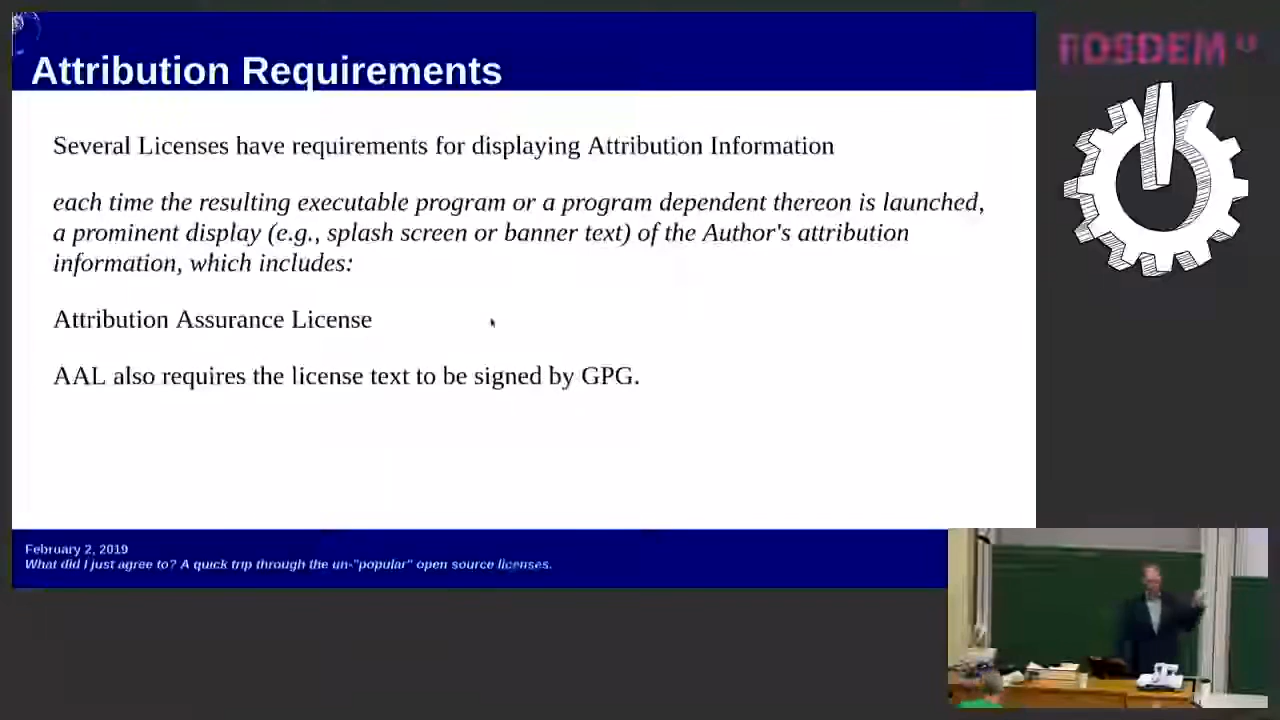 Attribution Requirements
FOSDEM
Several Licenses have requirements for displaying Attribution Information
each time the resulting executable program or a program dependent thereon is launched,
a prominent display (e.g., splash screen or banner text) of the Author's attribution
information, which includes:
Attribution Assurance License
AAL also requires the license text to be signed by GPG.
February 2, 2019
What did I just agree to? A quick trip through the un-"popular" open source licenses.